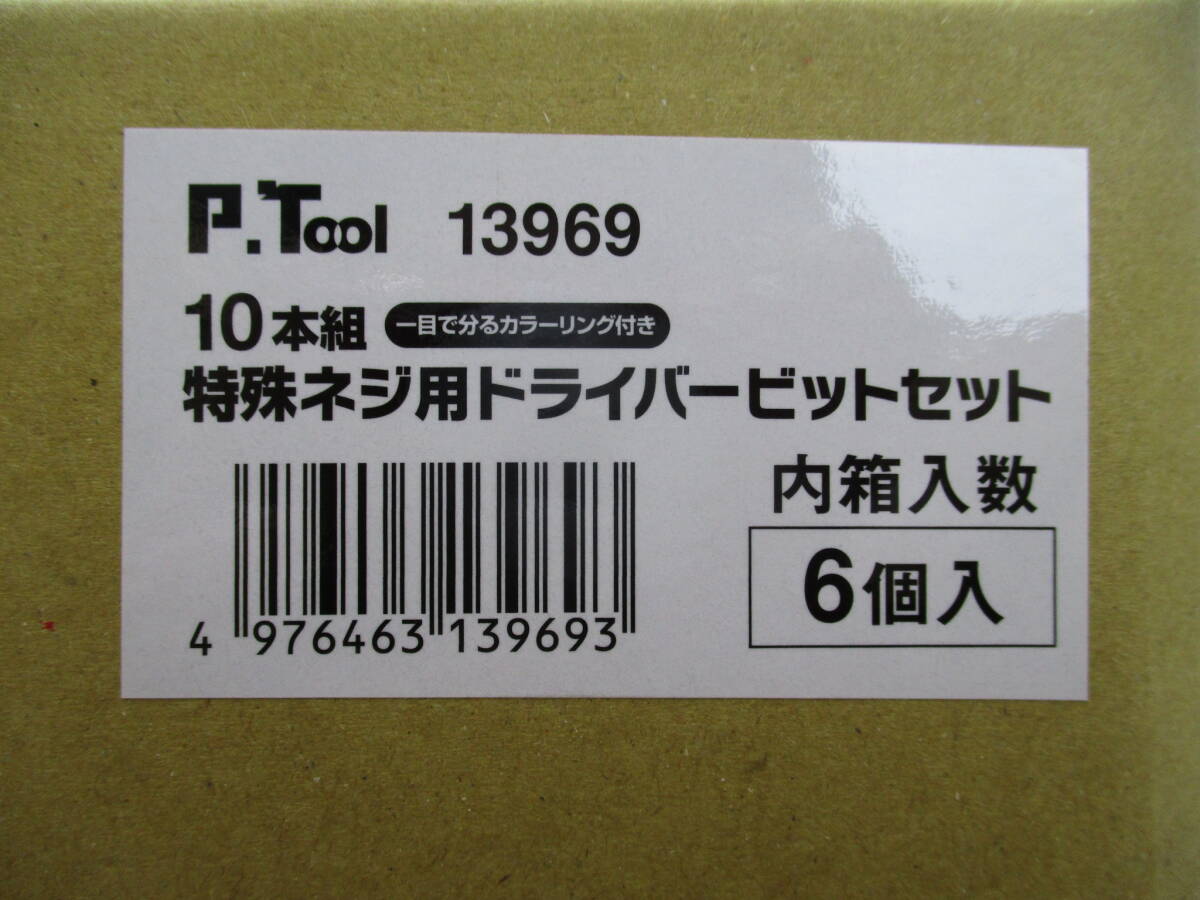 P.Tool 13969
10本組 一目で分るカラーリング付き
特殊ネジ用ドライバービットセット
内箱入数
6個入
4 976463 139693